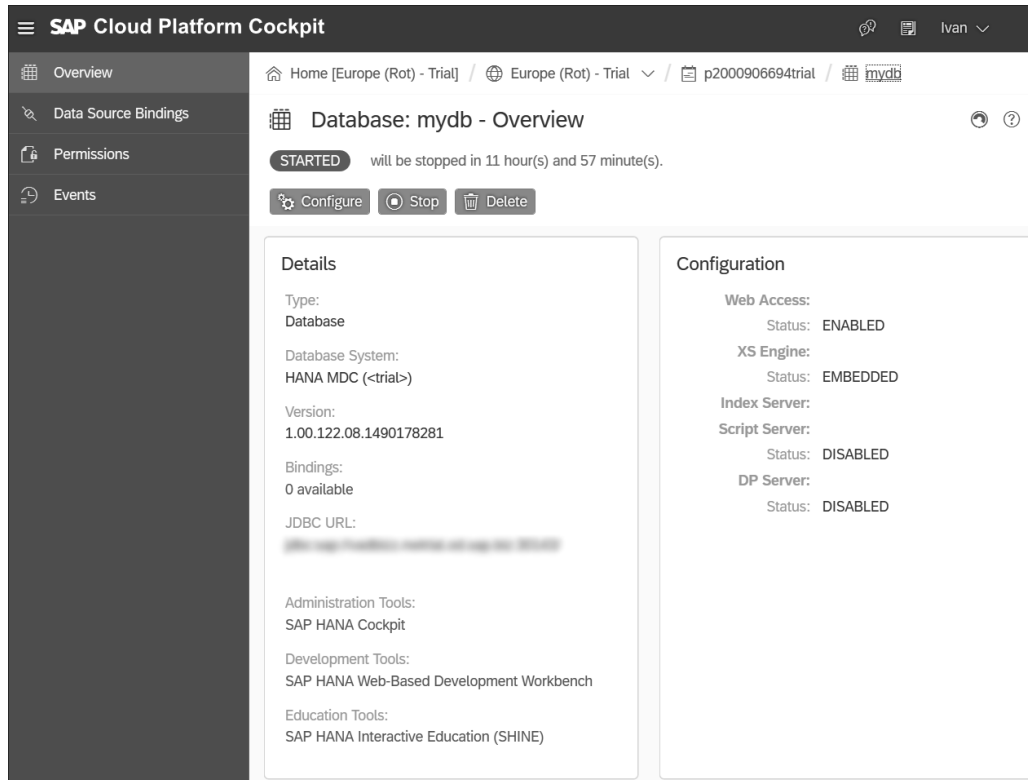 SAP Cloud Platform Cockpit
Ivan
Overview
Data Source Bindings
Permissions
Events
Home [Europe (Rot) - Trial] / Europe (Rot) - Trial / p2000906694trial / mydb
Database: mydb - Overview
STARTED will be stopped in 11 hour(s) and 57 minute(s).
Configure Stop Delete
Details
Type:
Database
Database System:
HANA MDC (<trial>)
Version:
1.00.122.08.1490178281
Bindings:
0 available
JDBC URL:
Administration Tools:
SAP HANA Cockpit
Development Tools:
SAP HANA Web-Based Development Workbench
Education Tools:
SAP HANA Interactive Education (SHINE)
Configuration
Web Access:
Status: ENABLED
XS Engine:
Status: EMBEDDED
Index Server:
Script Server:
Status: DISABLED
DP Server:
Status: DISABLED